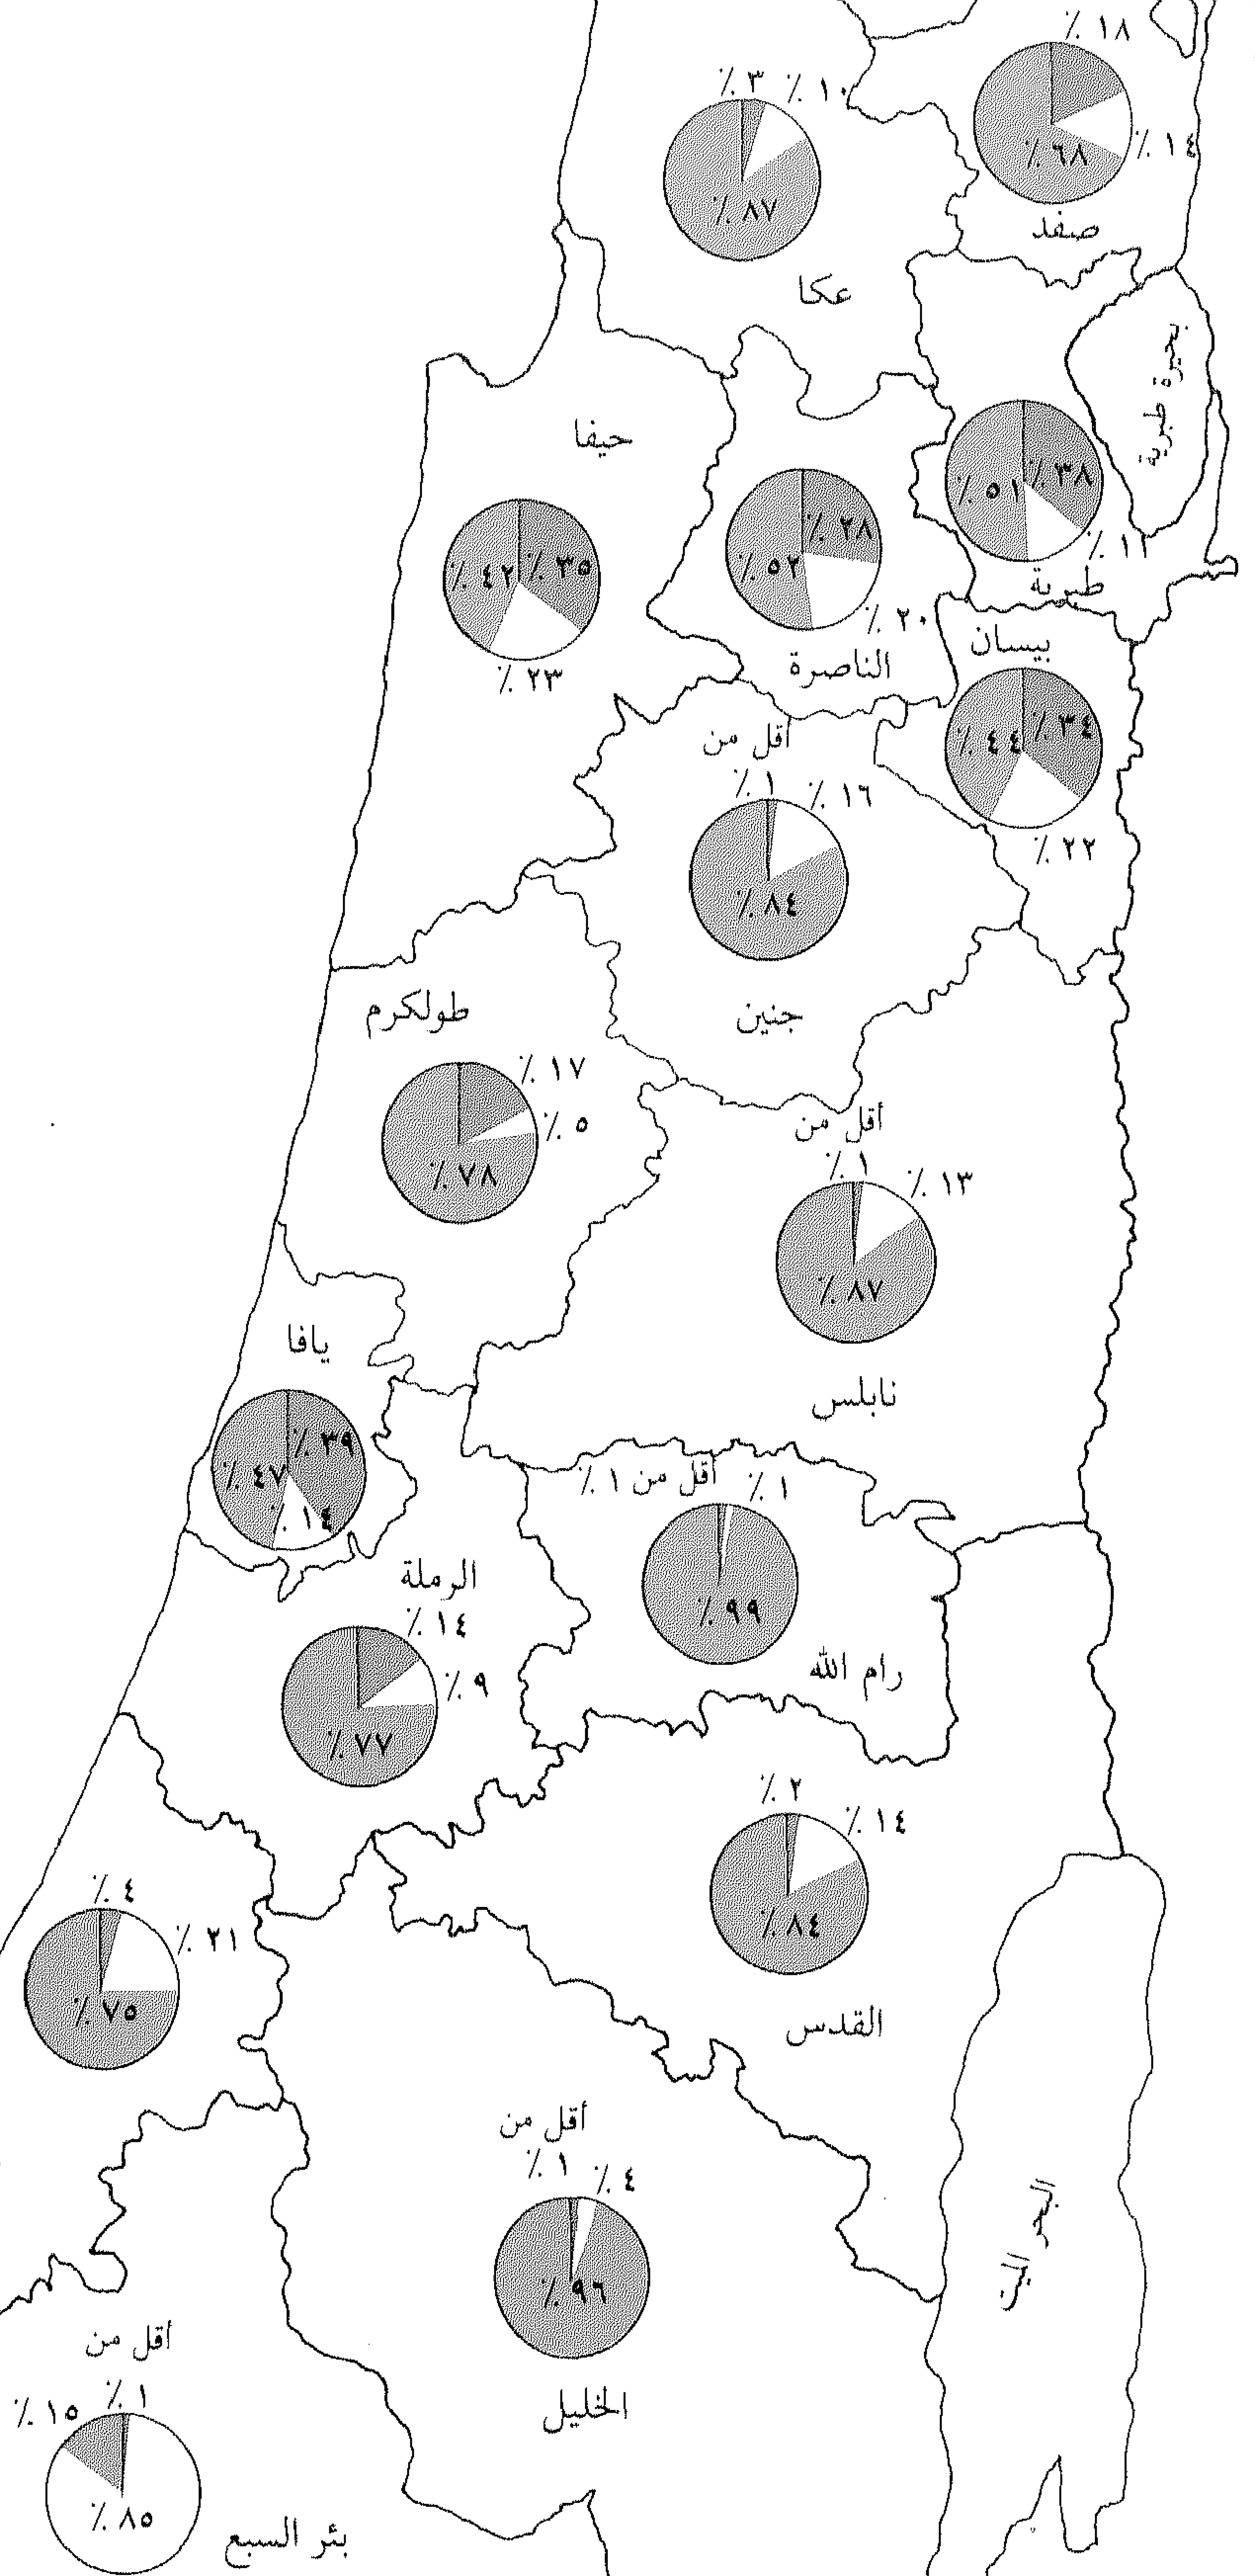 ٪ ١٨
٪ ١٤
٪ ٦٨
صفد
٪ ٣
٪ ١٠
٪ ٨٧
عكا
بحيرة طبرية
٪ ٣٨
٪ ٥١
٪ ١١
طبرية
حيفا
٪ ٣٥
٪ ٤٢
٪ ٢٣
٪ ٢٨
٪ ٥٢
٪ ٢٠
الناصرة
بيسان
٪ ٣٤
٪ ٤٤
٪ ٢٢
أقل من
٪ ١
٪ ١٦
٪ ٨٤
جنين
طولكرم
٪ ١٧
٪ ٥
٪ ٧٨
أقل من
٪ ١
٪ ١٣
٪ ٨٧
نابلس
يافا
٪ ٣٩
٪ ٤٧
٪ ١٤
٪ ١
أقل من ١ ٪
٪ ٩٩
رام الله
الرملة
٪ ١٤
٪ ٩
٪ ٧٧
٪ ٢
٪ ١٤
٪ ٨٤
القدس
٪ ٤
٪ ٢١
٪ ٧٥
أقل من
٪ ١
٪ ٤
٪ ٩٦
الخليل
البحر
أقل من
٪ ١
٪ ١٥
٪ ٨٥
بئر السبع